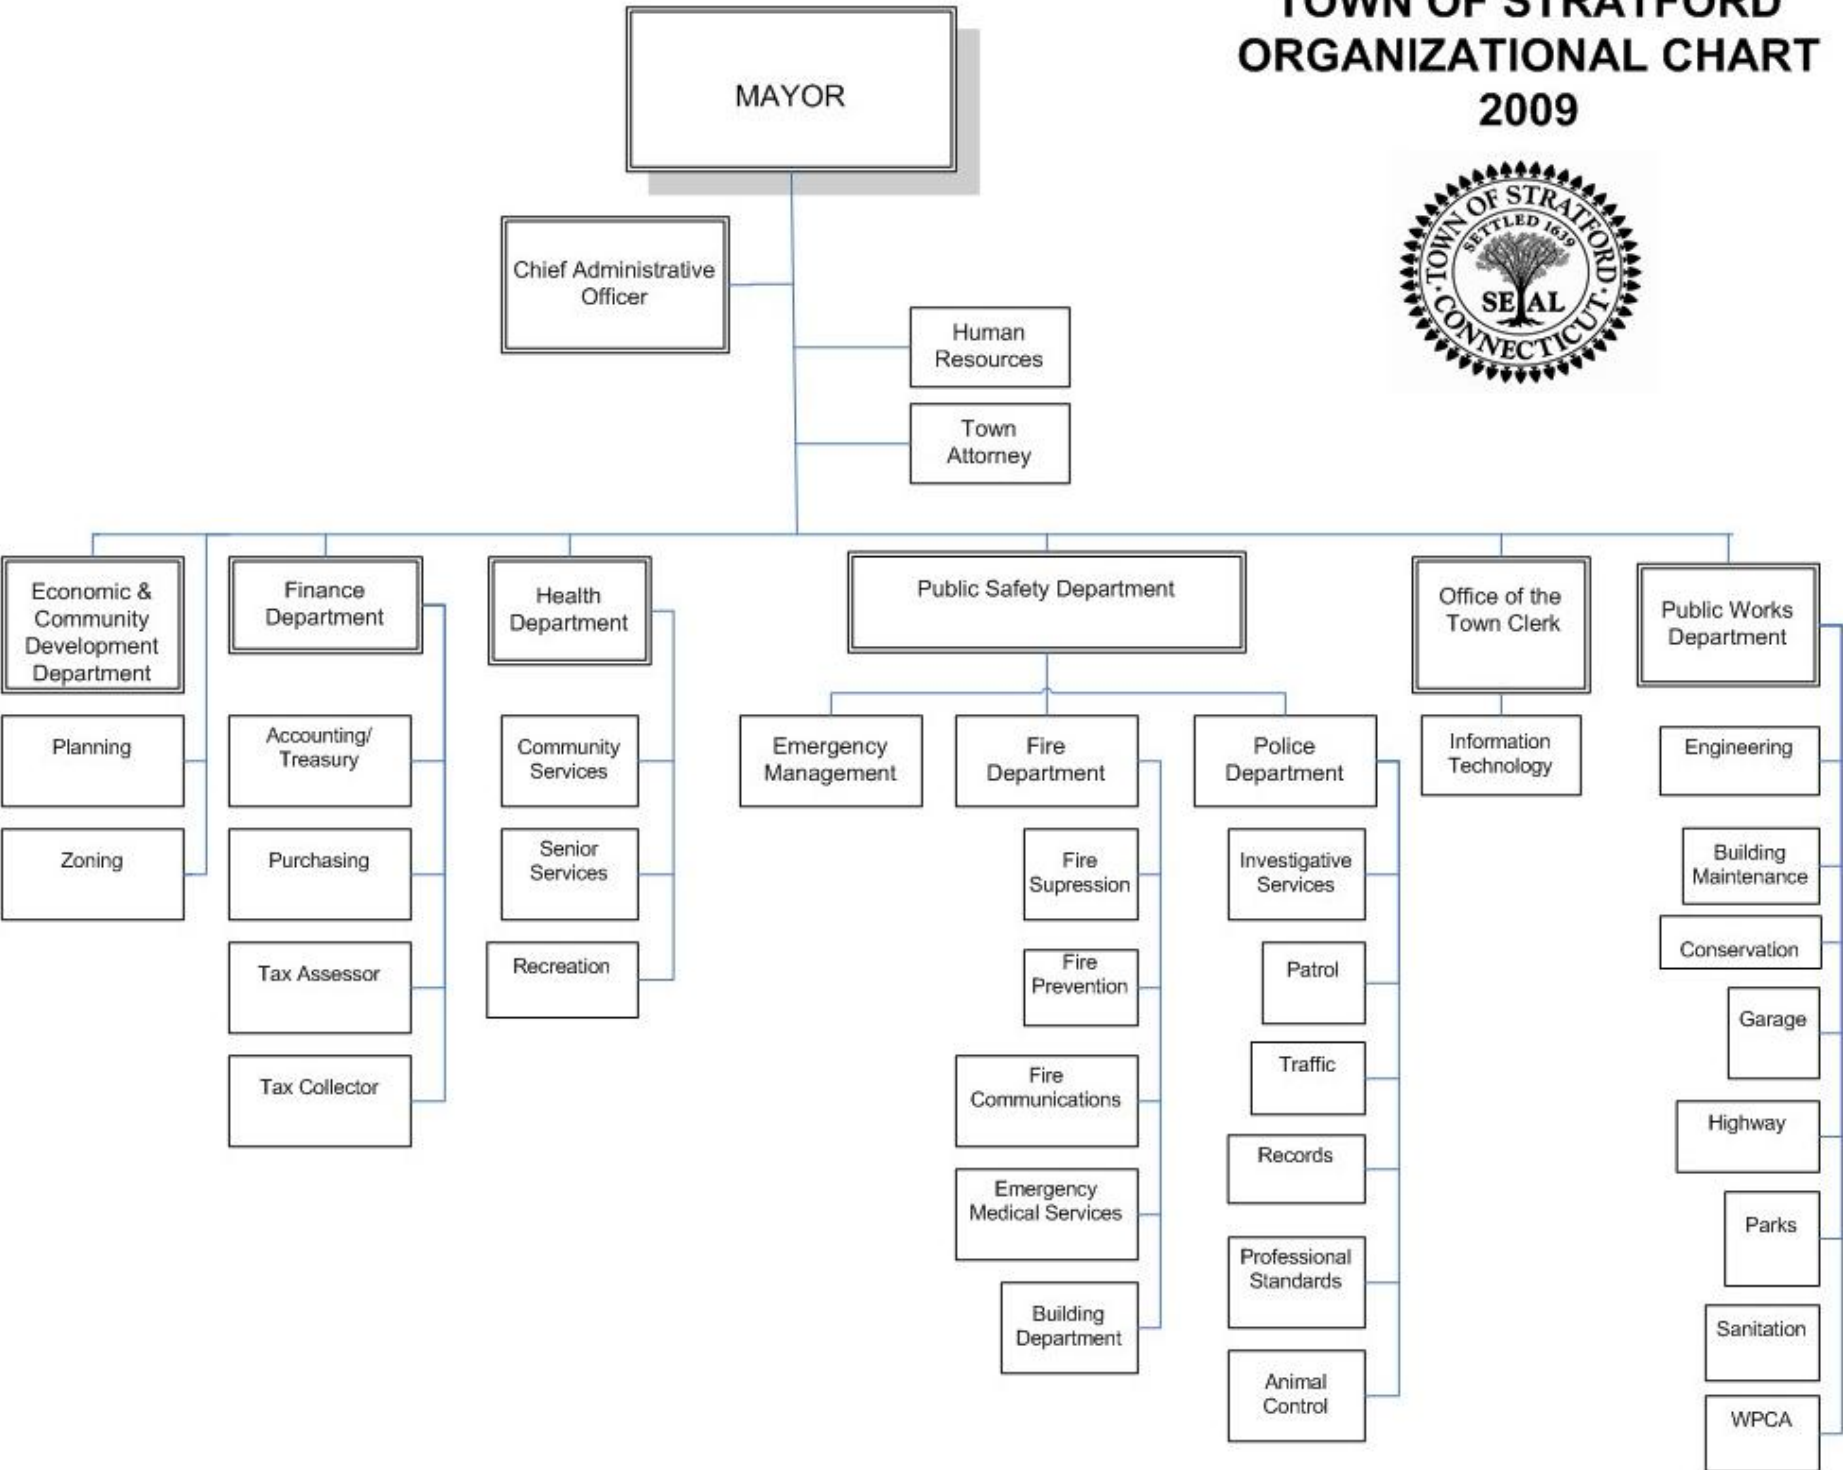 TOWN OF STRATFORD
ORGANIZATIONAL CHART
2009
MAYOR
TOWN OF STRATFORD
SETTLED 1639
SEAL
CONNECTICUT
Chief Administrative
Officer
Human
Resources
Town
Attorney
Economic &
Community
Development
Department
Planning
Zoning
Finance
Department
Accounting/
Treasury
Purchasing
Tax Assessor
Tax Collector
Health
Department
Community
Services
Senior
Services
Recreation
Public Safety Department
Emergency
Management
Fire
Department
Fire
Supression
Fire
Prevention
Fire
Communications
Emergency
Medical Services
Building
Department
Police
Department
Investigative
Services
Patrol
Traffic
Records
Professional
Standards
Animal
Control
Office of the
Town Clerk
Information
Technology
Public Works
Department
Engineering
Building
Maintenance
Conservation
Garage
Highway
Parks
Sanitation
WPCA